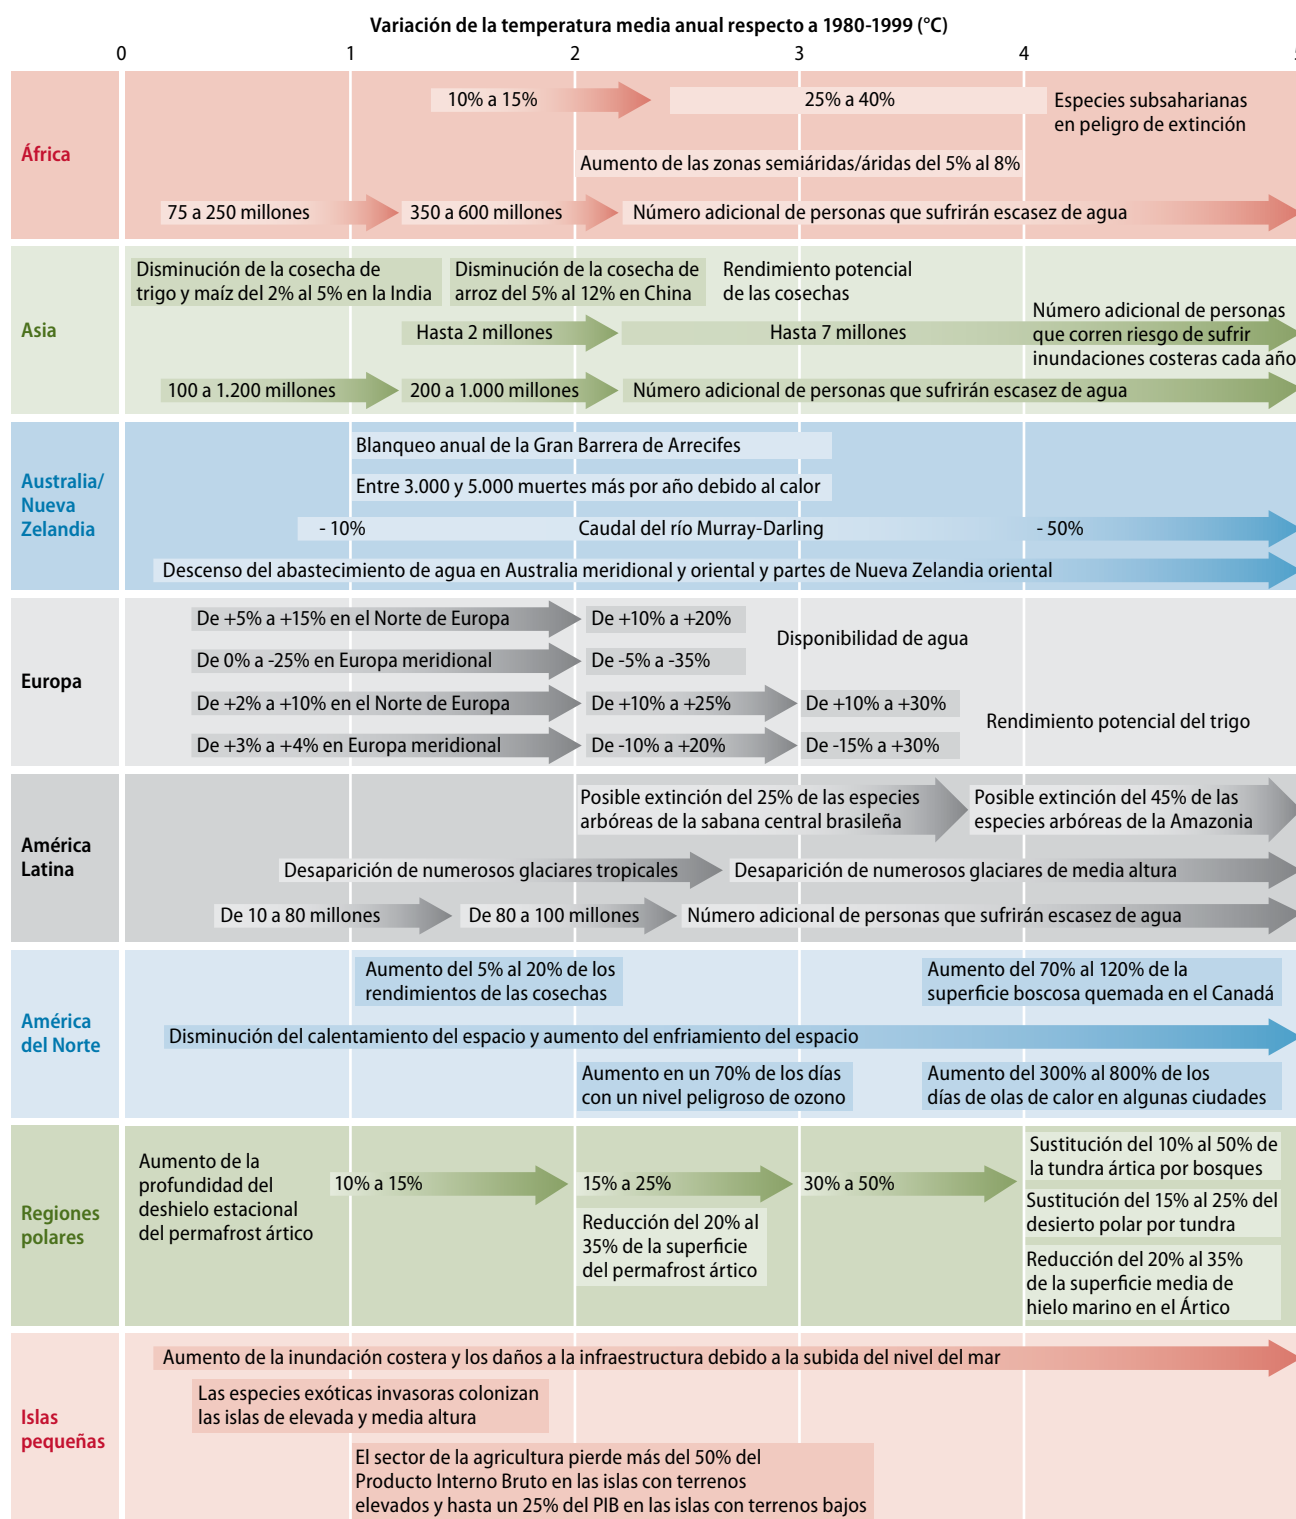 Variación de la temperatura media anual respecto a 1980-1999 (°C)
0 1 2 3 4 5
África
10% a 15%
25% a 40%
Especies subsaharianas
en peligro de extinción
Aumento de las zonas semiáridas/áridas del 5% al 8%
75 a 250 millones
350 a 600 millones
Número adicional de personas que sufrirán escasez de agua
Asia
Disminución de la cosecha de
trigo y maíz del 2% al 5% en la India
Disminución de la cosecha de
arroz del 5% al 12% en China
Rendimiento potencial
de las cosechas
Hasta 2 millones
Hasta 7 millones
Número adicional de personas
que corren riesgo de sufrir
inundaciones costeras cada año
100 a 1.200 millones
200 a 1.000 millones
Número adicional de personas que sufrirán escasez de agua
Australia/
Nueva
Zelandia
Blanqueo anual de la Gran Barrera de Arrecifes
Entre 3.000 y 5.000 muertes más por año debido al calor
- 10%
Caudal del río Murray-Darling
- 50%
Descenso del abastecimiento de agua en Australia meridional y oriental y partes de Nueva Zelandia oriental
Europa
De +5% a +15% en el Norte de Europa
De +10% a +20%
Disponibilidad de agua
De 0% a -25% en Europa meridional
De -5% a -35%
De +2% a +10% en el Norte de Europa
De +10% a +25%
De +10% a +30%
Rendimiento potencial del trigo
De +3% a +4% en Europa meridional
De -10% a +20%
De -15% a +30%
América
Latina
Posible extinción del 25% de las especies
arbóreas de la sabana central brasileña
Posible extinción del 45% de las
especies arbóreas de la Amazonia
Desaparición de numerosos glaciares tropicales
Desaparición de numerosos glaciares de media altura
De 10 a 80 millones
De 80 a 100 millones
Número adicional de personas que sufrirán escasez de agua
América
del Norte
Aumento del 5% al 20% de los
rendimientos de las cosechas
Aumento del 70% al 120% de la
superficie boscosa quemada en el Canadá
Disminución del calentamiento del espacio y aumento del enfriamiento del espacio
Aumento en un 70% de los días
con un nivel peligroso de ozono
Aumento del 300% al 800% de los
días de olas de calor en algunas ciudades
Regiones
polares
Aumento de la
profundidad del
deshielo estacional
del permafrost ártico
10% a 15%
15% a 25%
30% a 50%
Reducción del 20% al
35% de la superficie
del permafrost ártico
Sustitución del 10% al 50% de
la tundra ártica por bosques
Sustitución del 15% al 25% del
desierto polar por tundra
Reducción del 20% al 35%
de la superficie media de
hielo marino en el Ártico
Islas
pequeñas
Aumento de la inundación costera y los daños a la infraestructura debido a la subida del nivel del mar
Las especies exóticas invasoras colonizan
las islas de elevada y media altura
El sector de la agricultura pierde más del 50% del
Producto Interno Bruto en las islas con terrenos
elevados y hasta un 25% del PIB en las islas con terrenos bajos